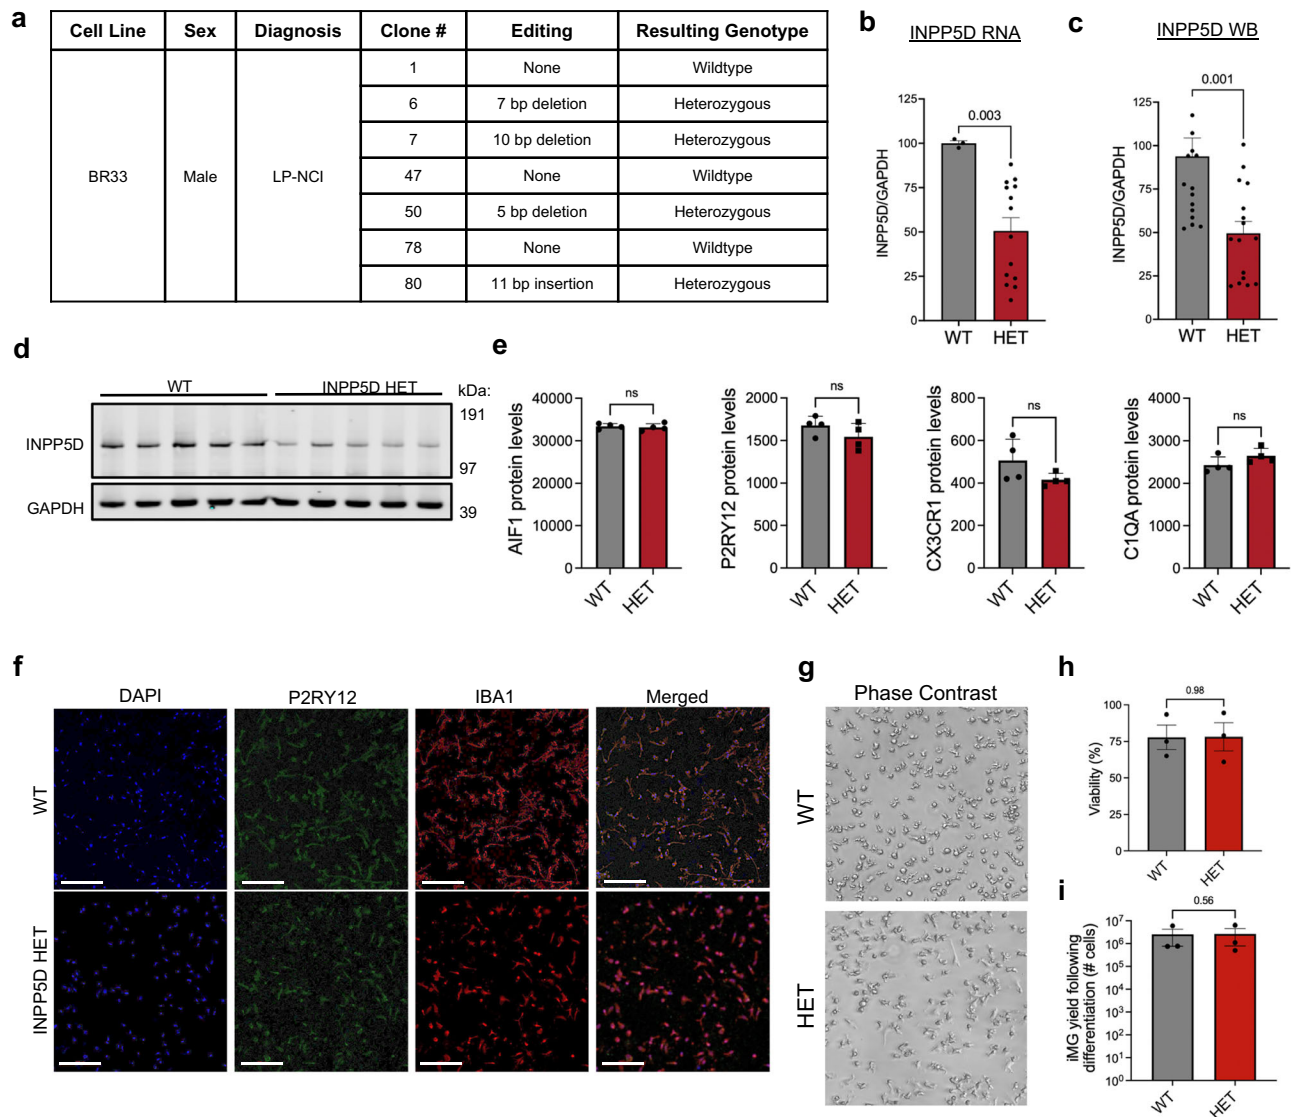 a
Cell Line Sex Diagnosis Clone # Editing Resulting Genotype
BR33 Male LP-NCI
1 None Wildtype
6 7 bp deletion Heterozygous
7 10 bp deletion Heterozygous
47 None Wildtype
50 5 bp deletion Heterozygous
78 None Wildtype
80 11 bp insertion Heterozygous
b
INPP5D RNA
INPP5D/GAPDH
125
100
75
50
25
0
0.003
WT HET
c
INPP5D WB
INPP5D/GAPDH
125
100
75
50
25
0
0.001
WT HET
d
WT INPP5D HET kDa:
INPP5D
191
97
GAPDH
39
e
AIF1 protein levels
40000
30000
20000
10000
0
ns
WT HET
P2RY12 protein levels
2000
1500
1000
500
0
ns
WT HET
CX3CR1 protein levels
800
600
400
200
0
ns
WT HET
C1QA protein levels
4000
3000
2000
1000
0
ns
WT HET
f
DAPI P2RY12 IBA1 Merged
WT
INPP5D HET
g
Phase Contrast
WT
HET
h
Viability (%)
100
75
50
25
0
0.98
WT HET
i
iMG yield following
differentiation (# cells)
10⁷
10⁶
10⁵
10⁴
10³
10²
10¹
10⁰
0.56
WT HET